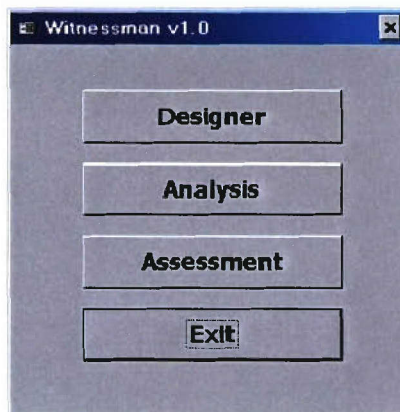 Witnessman v1.0
Designer
Analysis
Assessment
Exit